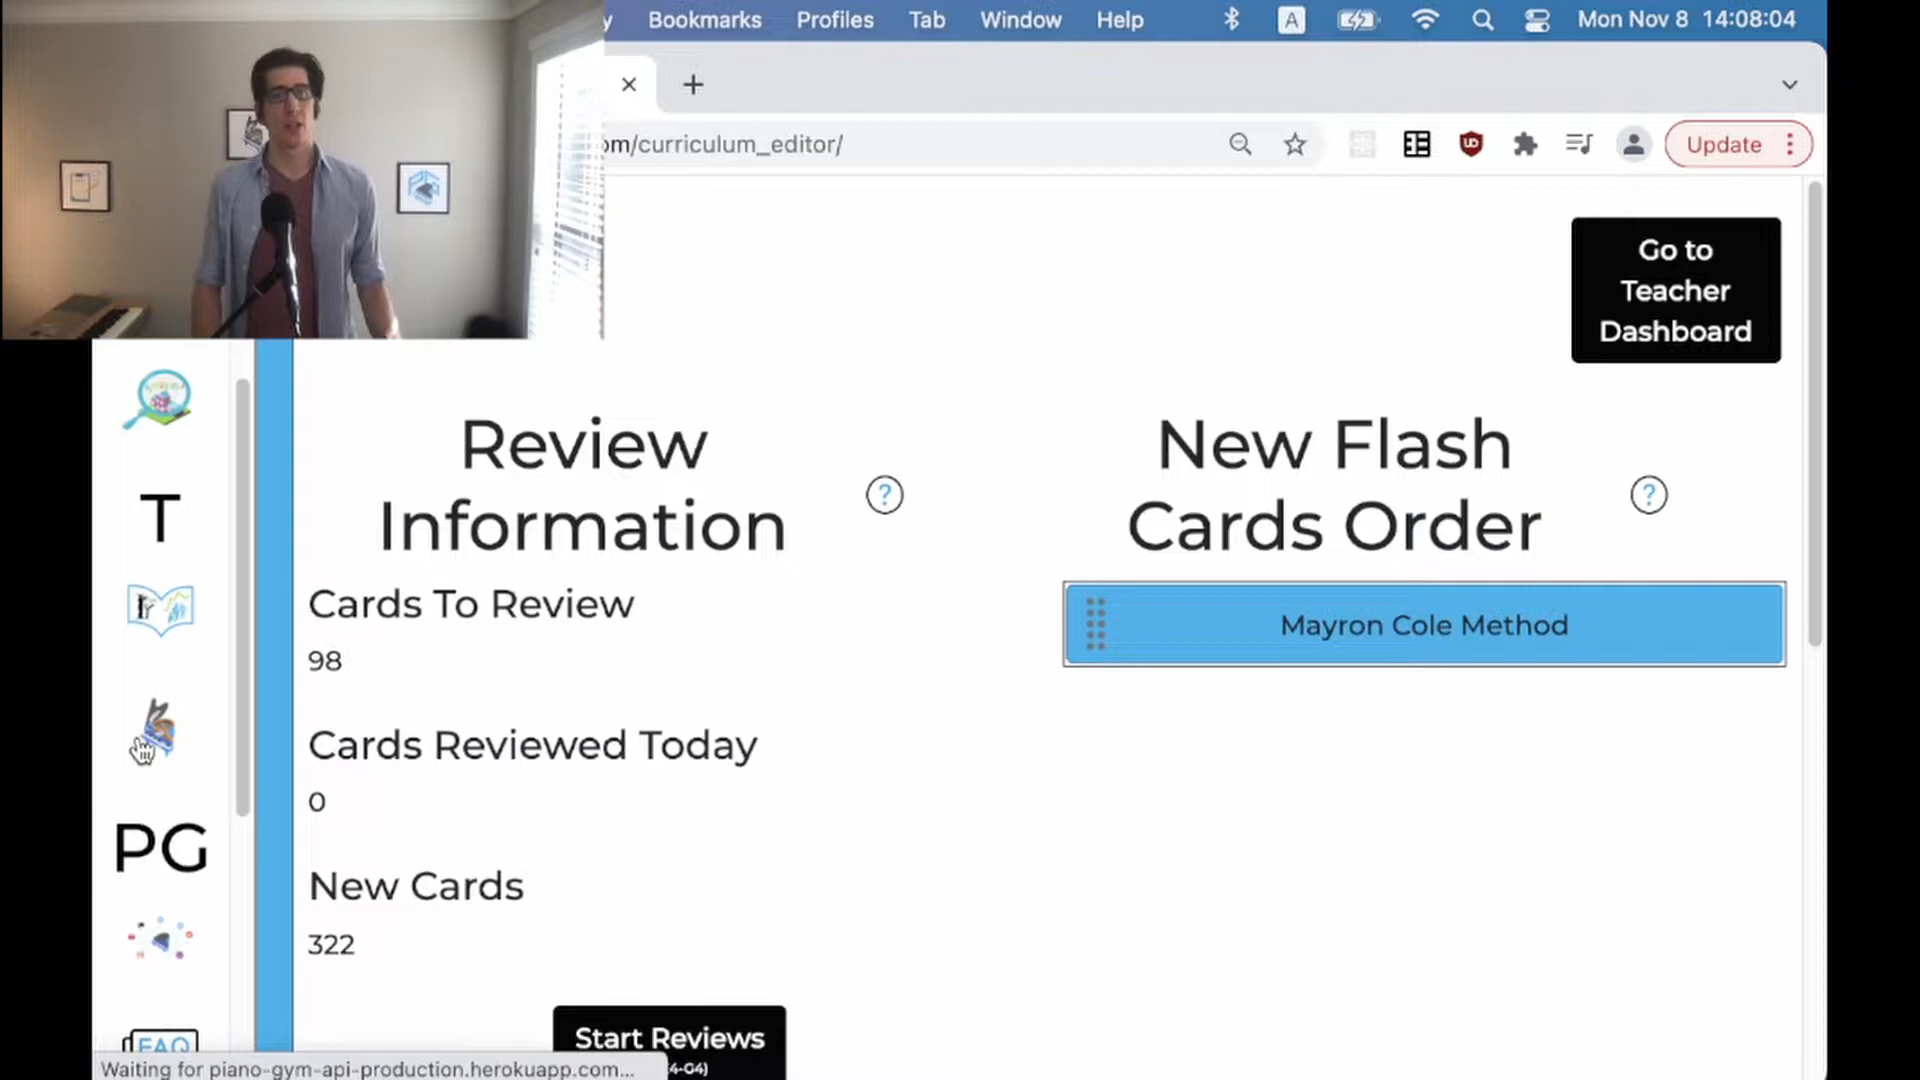 Bookmarks Profiles Tab Window Help A Mon Nov 8 14:08:04
om/curriculum_editor/ UD Update
Go to
Teacher
Dashboard
Review
Information
?
New Flash
Cards Order
?
Cards To Review
98
Mayron Cole Method
Cards Reviewed Today
0
New Cards
322
Start Reviews
T
PG
FAQ
Waiting for piano-gym-api-production.herokuapp.com...